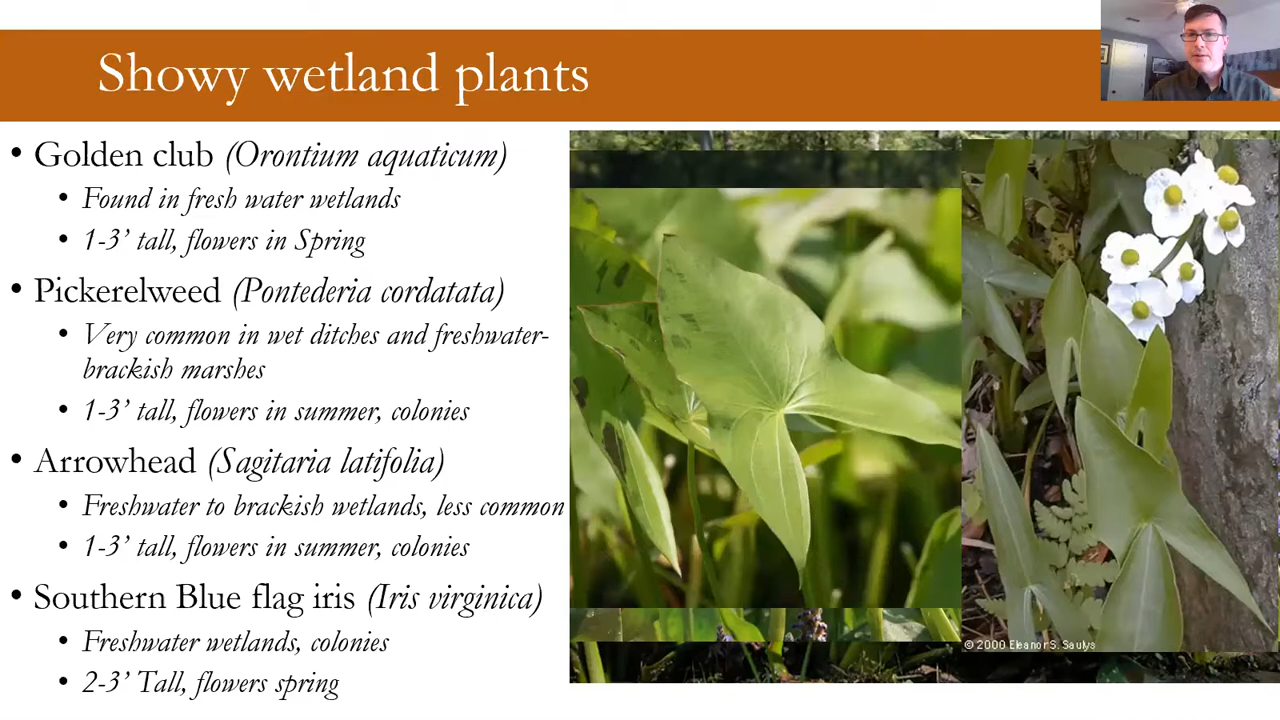 Showy wetland plants
• Golden club (Orontium aquaticum)
• Found in fresh water wetlands
• 1-3’ tall, flowers in Spring
• Pickerelweed (Pontederia cordatata)
• Very common in wet ditches and freshwater-
brackish marshes
• 1-3’ tall, flowers in summer, colonies
• Arrowhead (Sagitaria latifolia)
• Freshwater to brackish wetlands, less common
• 1-3’ tall, flowers in summer, colonies
• Southern Blue flag iris (Iris virginica)
• Freshwater wetlands, colonies
• 2-3’ Tall, flowers spring
© 2000 Eleanor S. Saulys